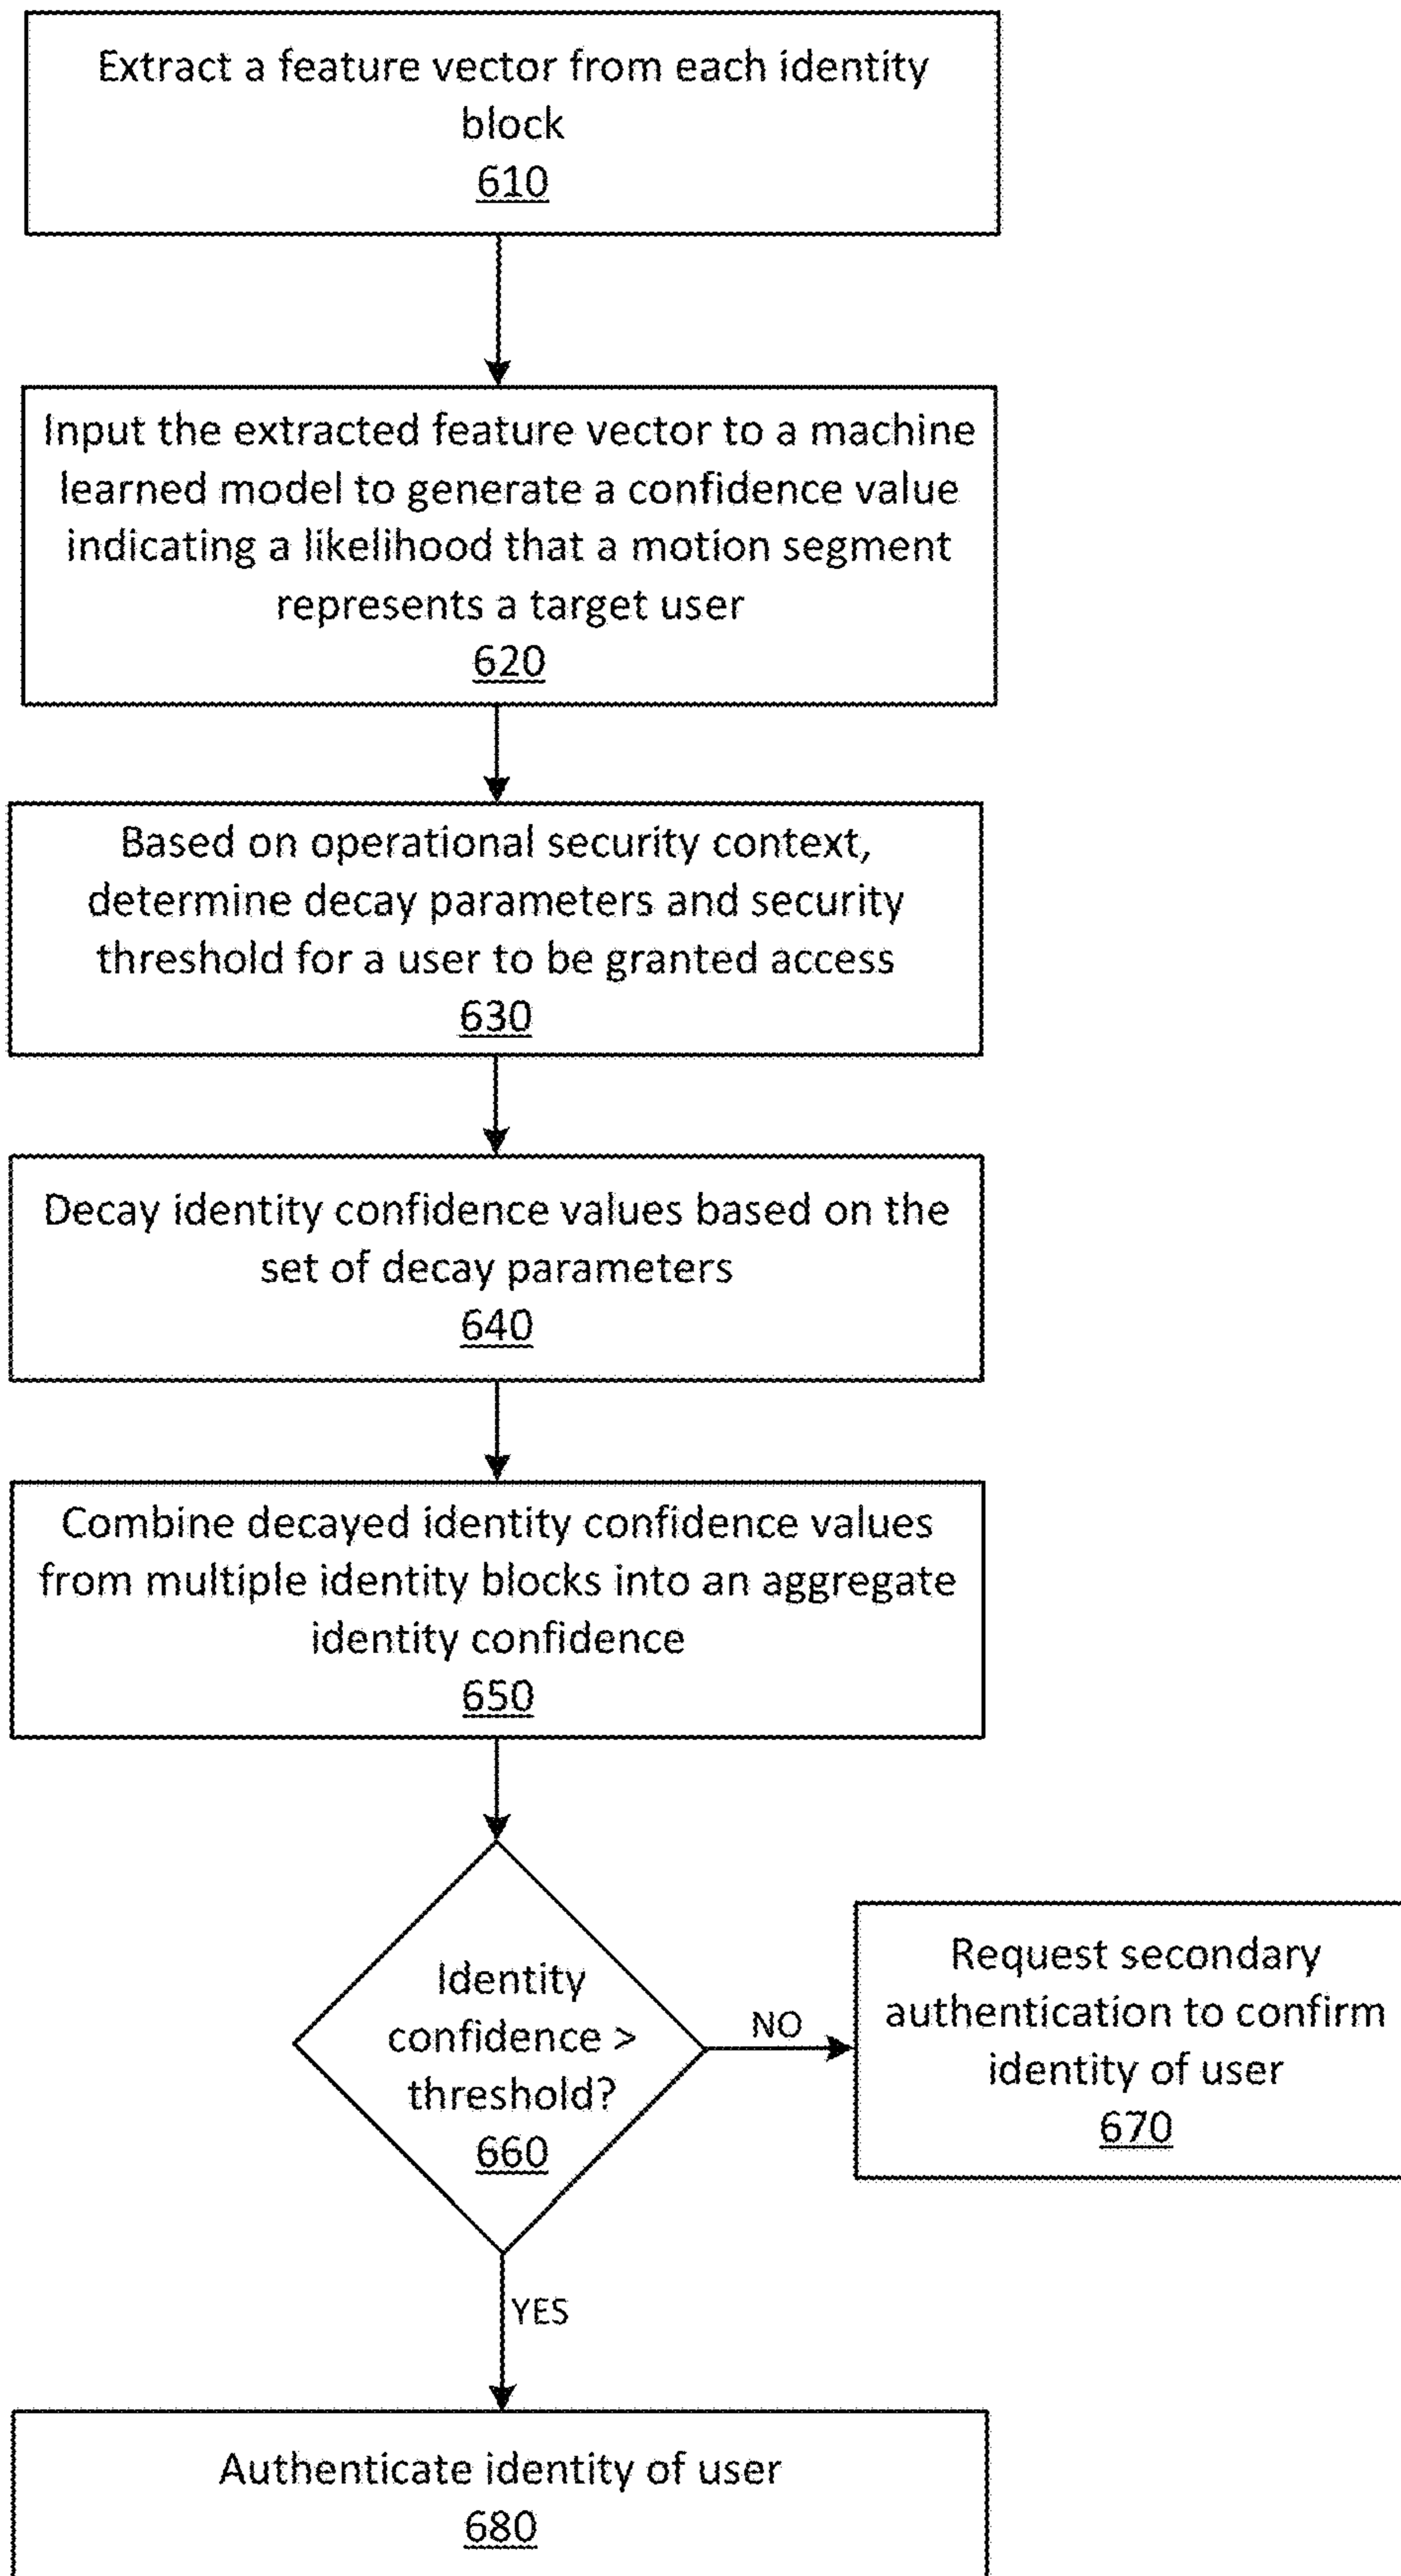 Extract a feature vector from each identity
block
610
Input the extracted feature vector to a machine
learned model to generate a confidence value
indicating a likelihood that a motion segment
represents a target user
620
Based on operational security context,
determine decay parameters and security
threshold for a user to be granted access
630
Decay identity confidence values based on the
set of decay parameters
640
Combine decayed identity confidence values
from multiple identity blocks into an aggregate
identity confidence
650
Identity
confidence >
threshold?
660
NO
Request secondary
authentication to confirm
identity of user
670
YES
Authenticate identity of user
680